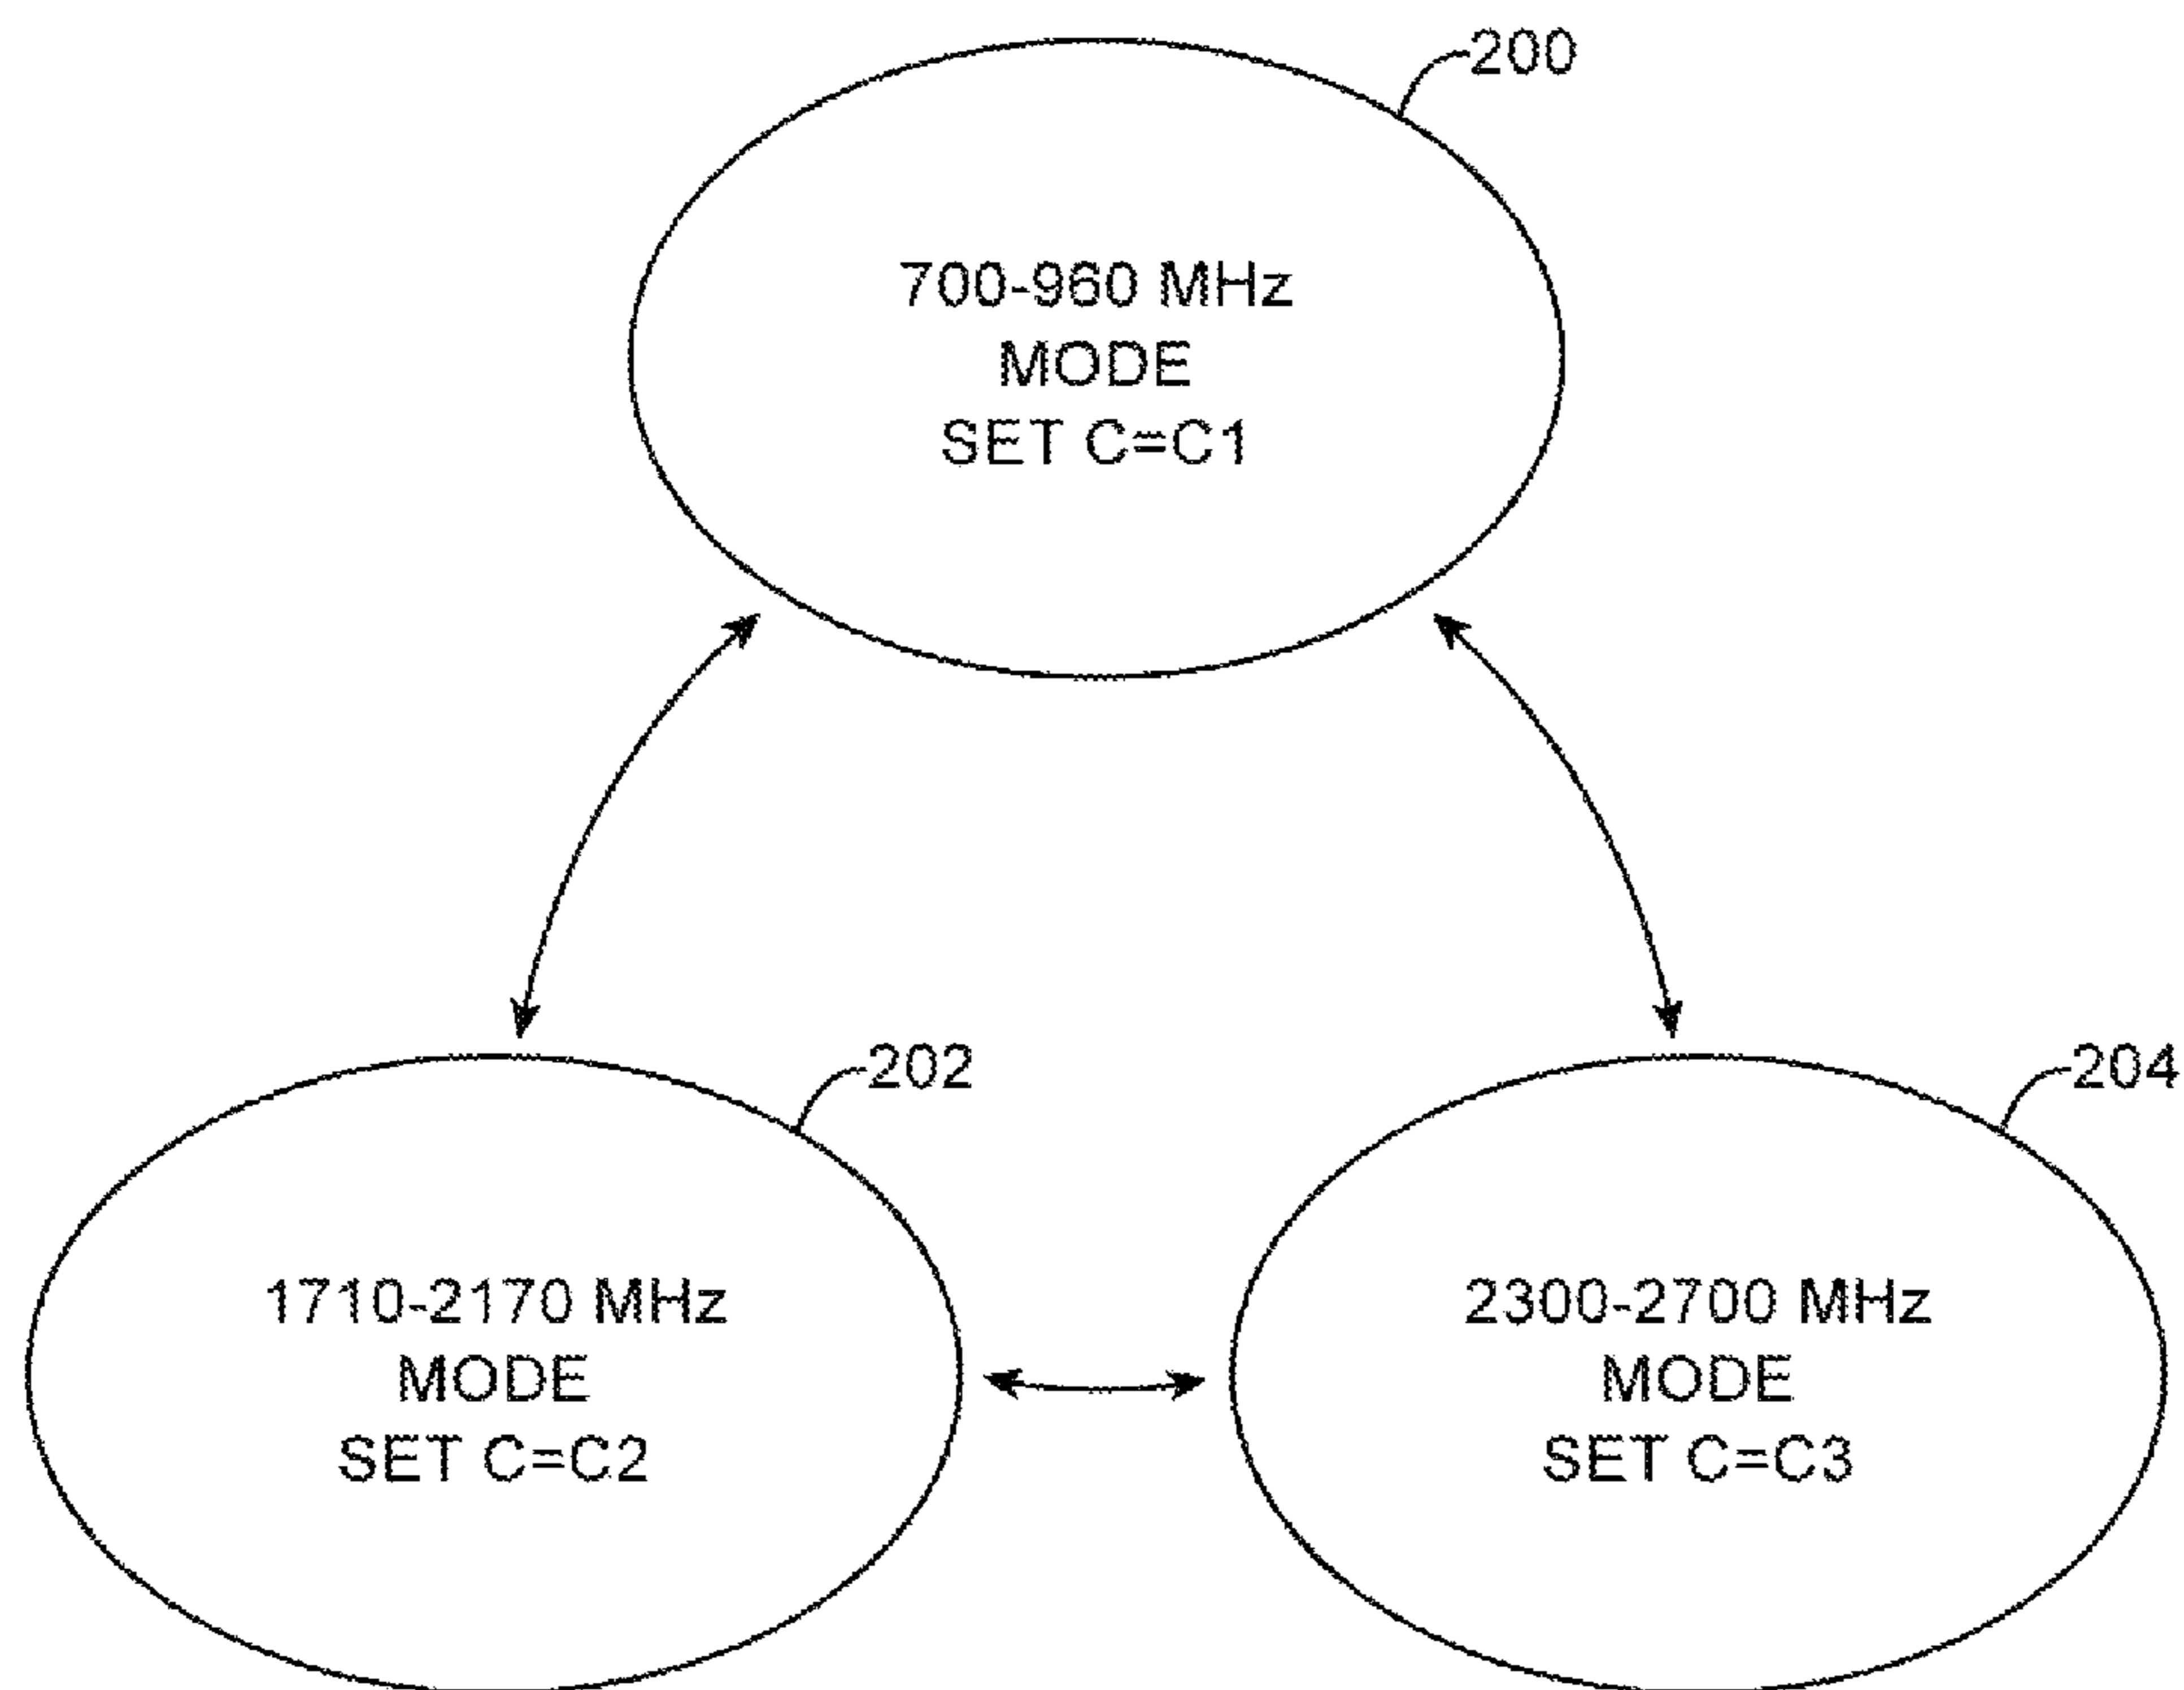 200
700-960 MHz
MODE
SET C=C1
202
1710-2170 MHz
MODE
SET C=C2
204
2300-2700 MHz
MODE
SET C=C3